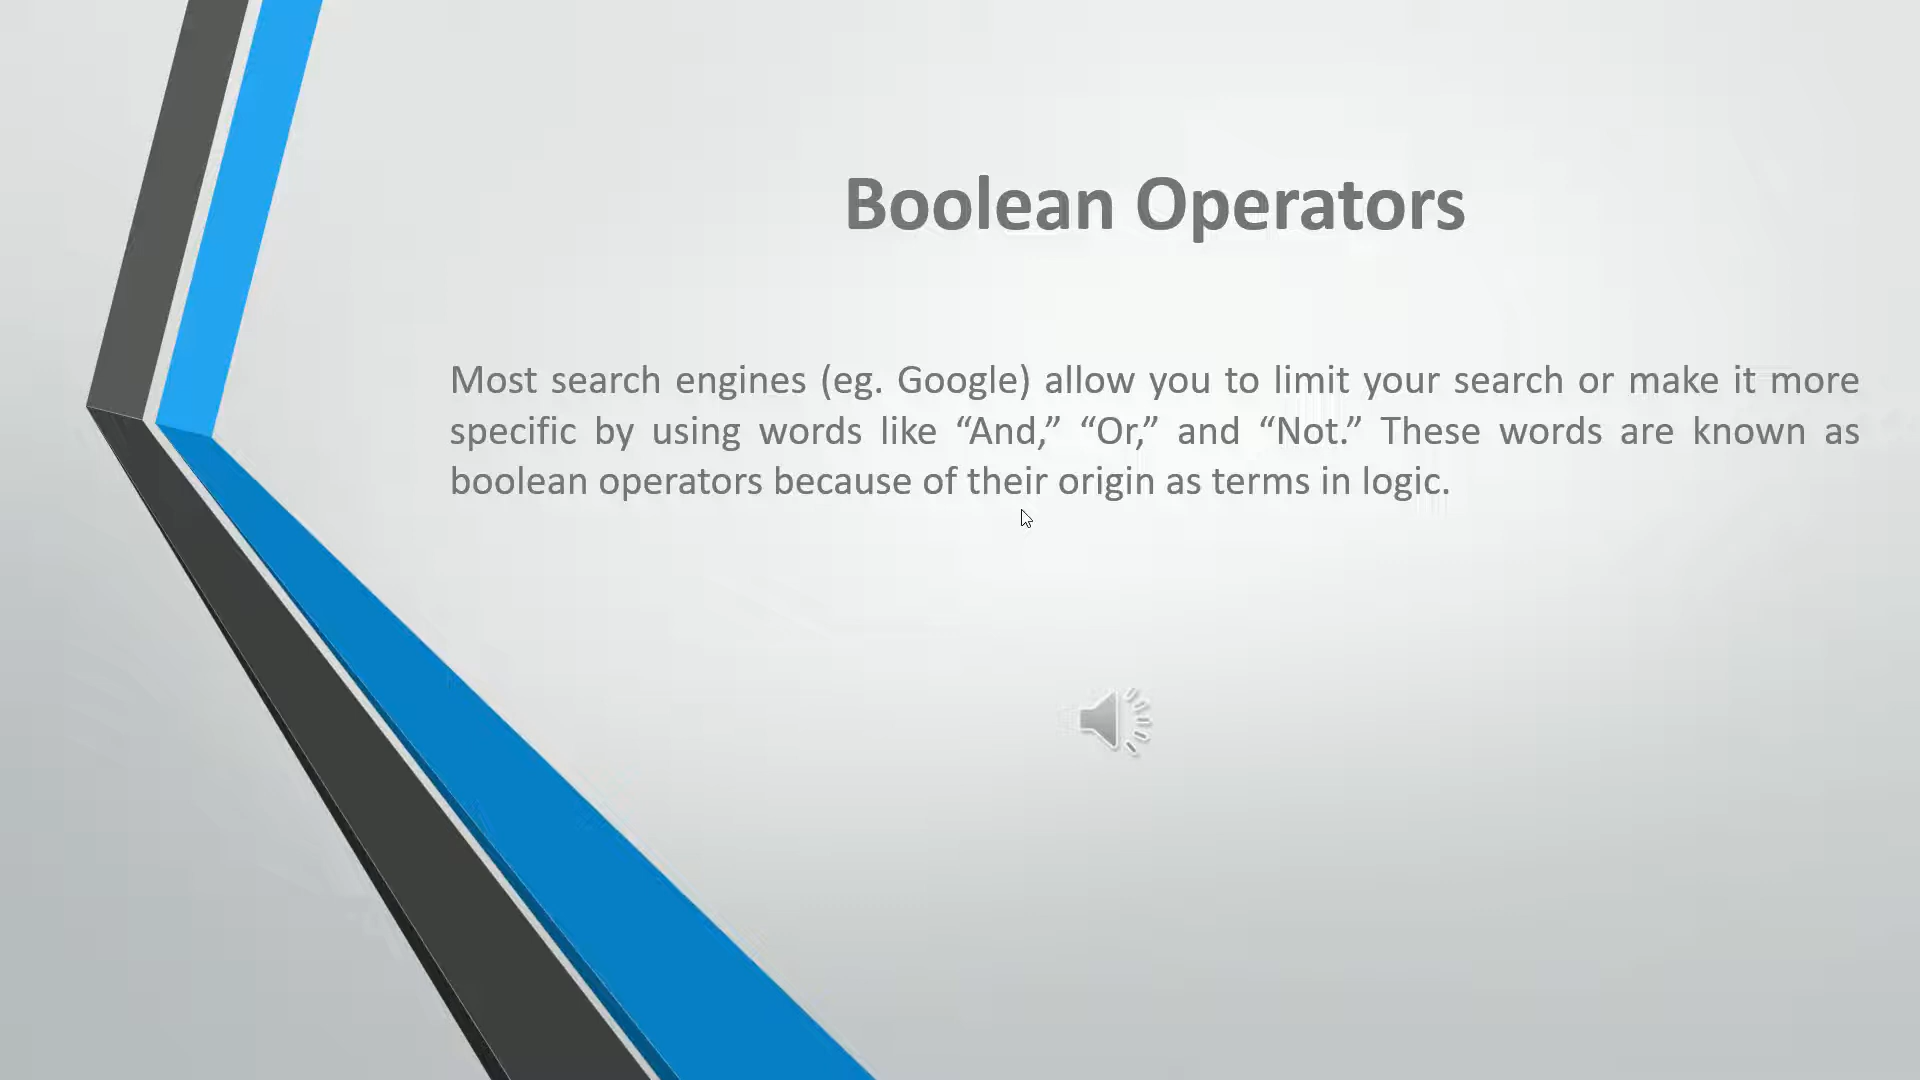 Boolean Operators
Most search engines (eg. Google) allow you to limit your search or make it more
specific by using words like “And,” “Or,” and “Not.” These words are known as
boolean operators because of their origin as terms in logic.